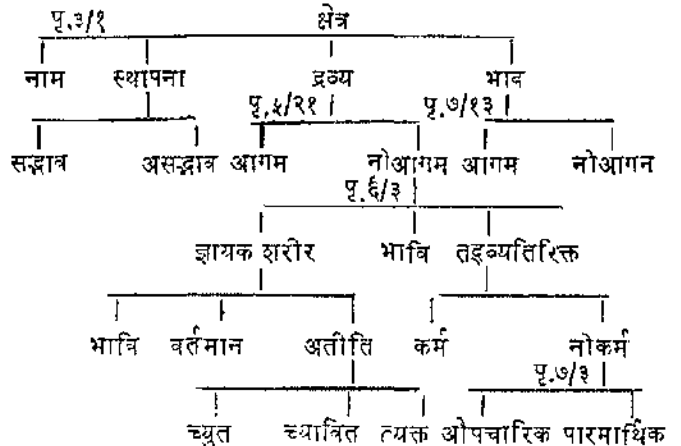 पृ.३/१ क्षेत्र
नाम स्थापना द्रव्य भाव
पृ.५/२१ पृ.७/१३
सद्भाव असद्भाव आगम नोआगम आगम नोआगन
पृ.६/३
ज्ञायक शरीर भावि तद्व्यतिरिक्त
भावि वर्तमान अतीति कर्म नोकर्म
पृ.७/३
च्युत च्यावित त्यक्त औपचारिक पारमार्थिक